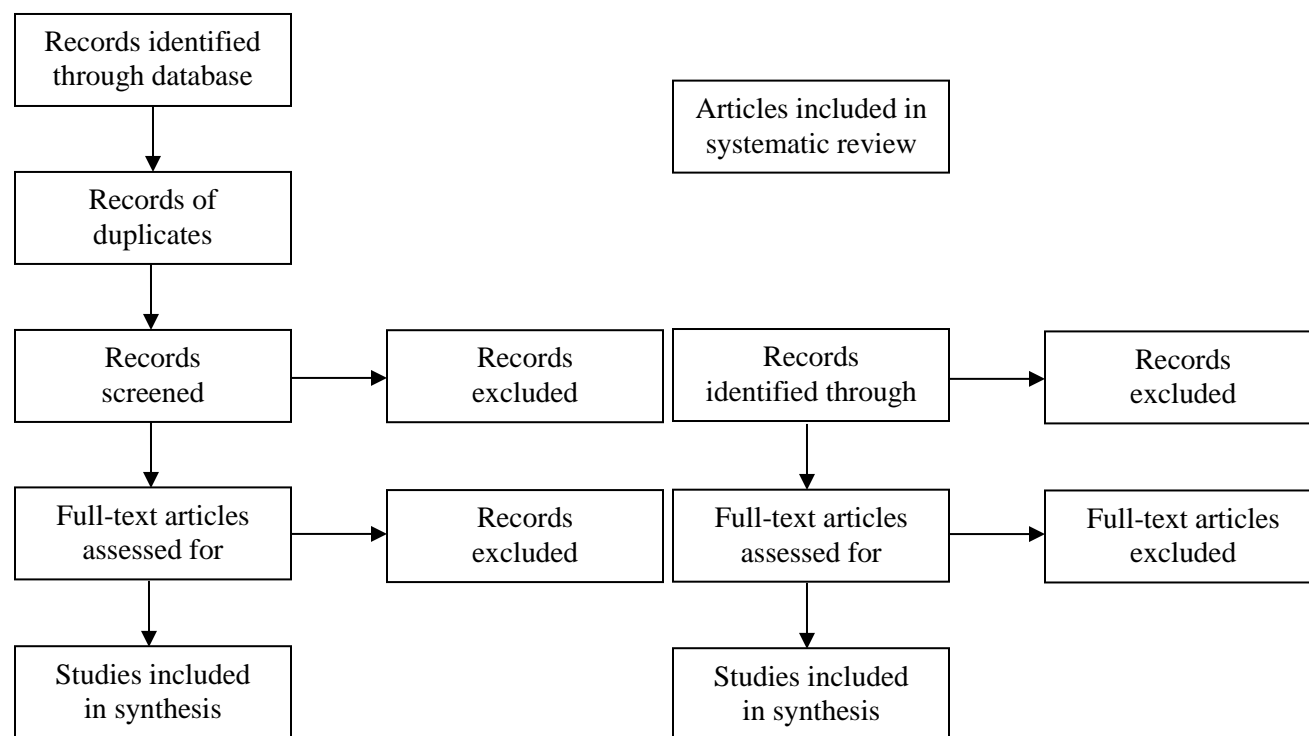 Records identified
through database
Records of
duplicates
Records
screened
Records
excluded
Full-text articles
assessed for
Records
excluded
Studies included
in synthesis
Articles included in
systematic review
Records
identified through
Records
excluded
Full-text articles
assessed for
Full-text articles
excluded
Studies included
in synthesis